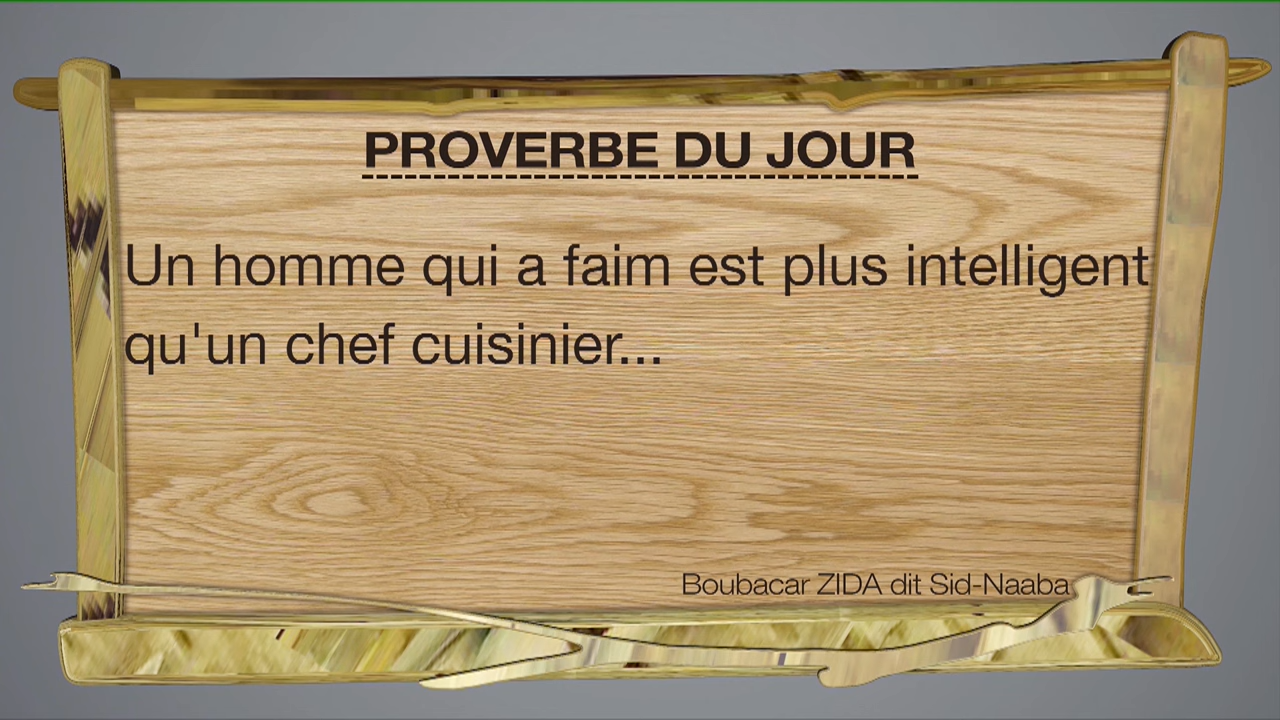 PROVERBE DU JOUR
Un homme qui a faim est plus intelligent
qu'un chef cuisinier...
Boubacar ZIDA dit Sid-Naaba